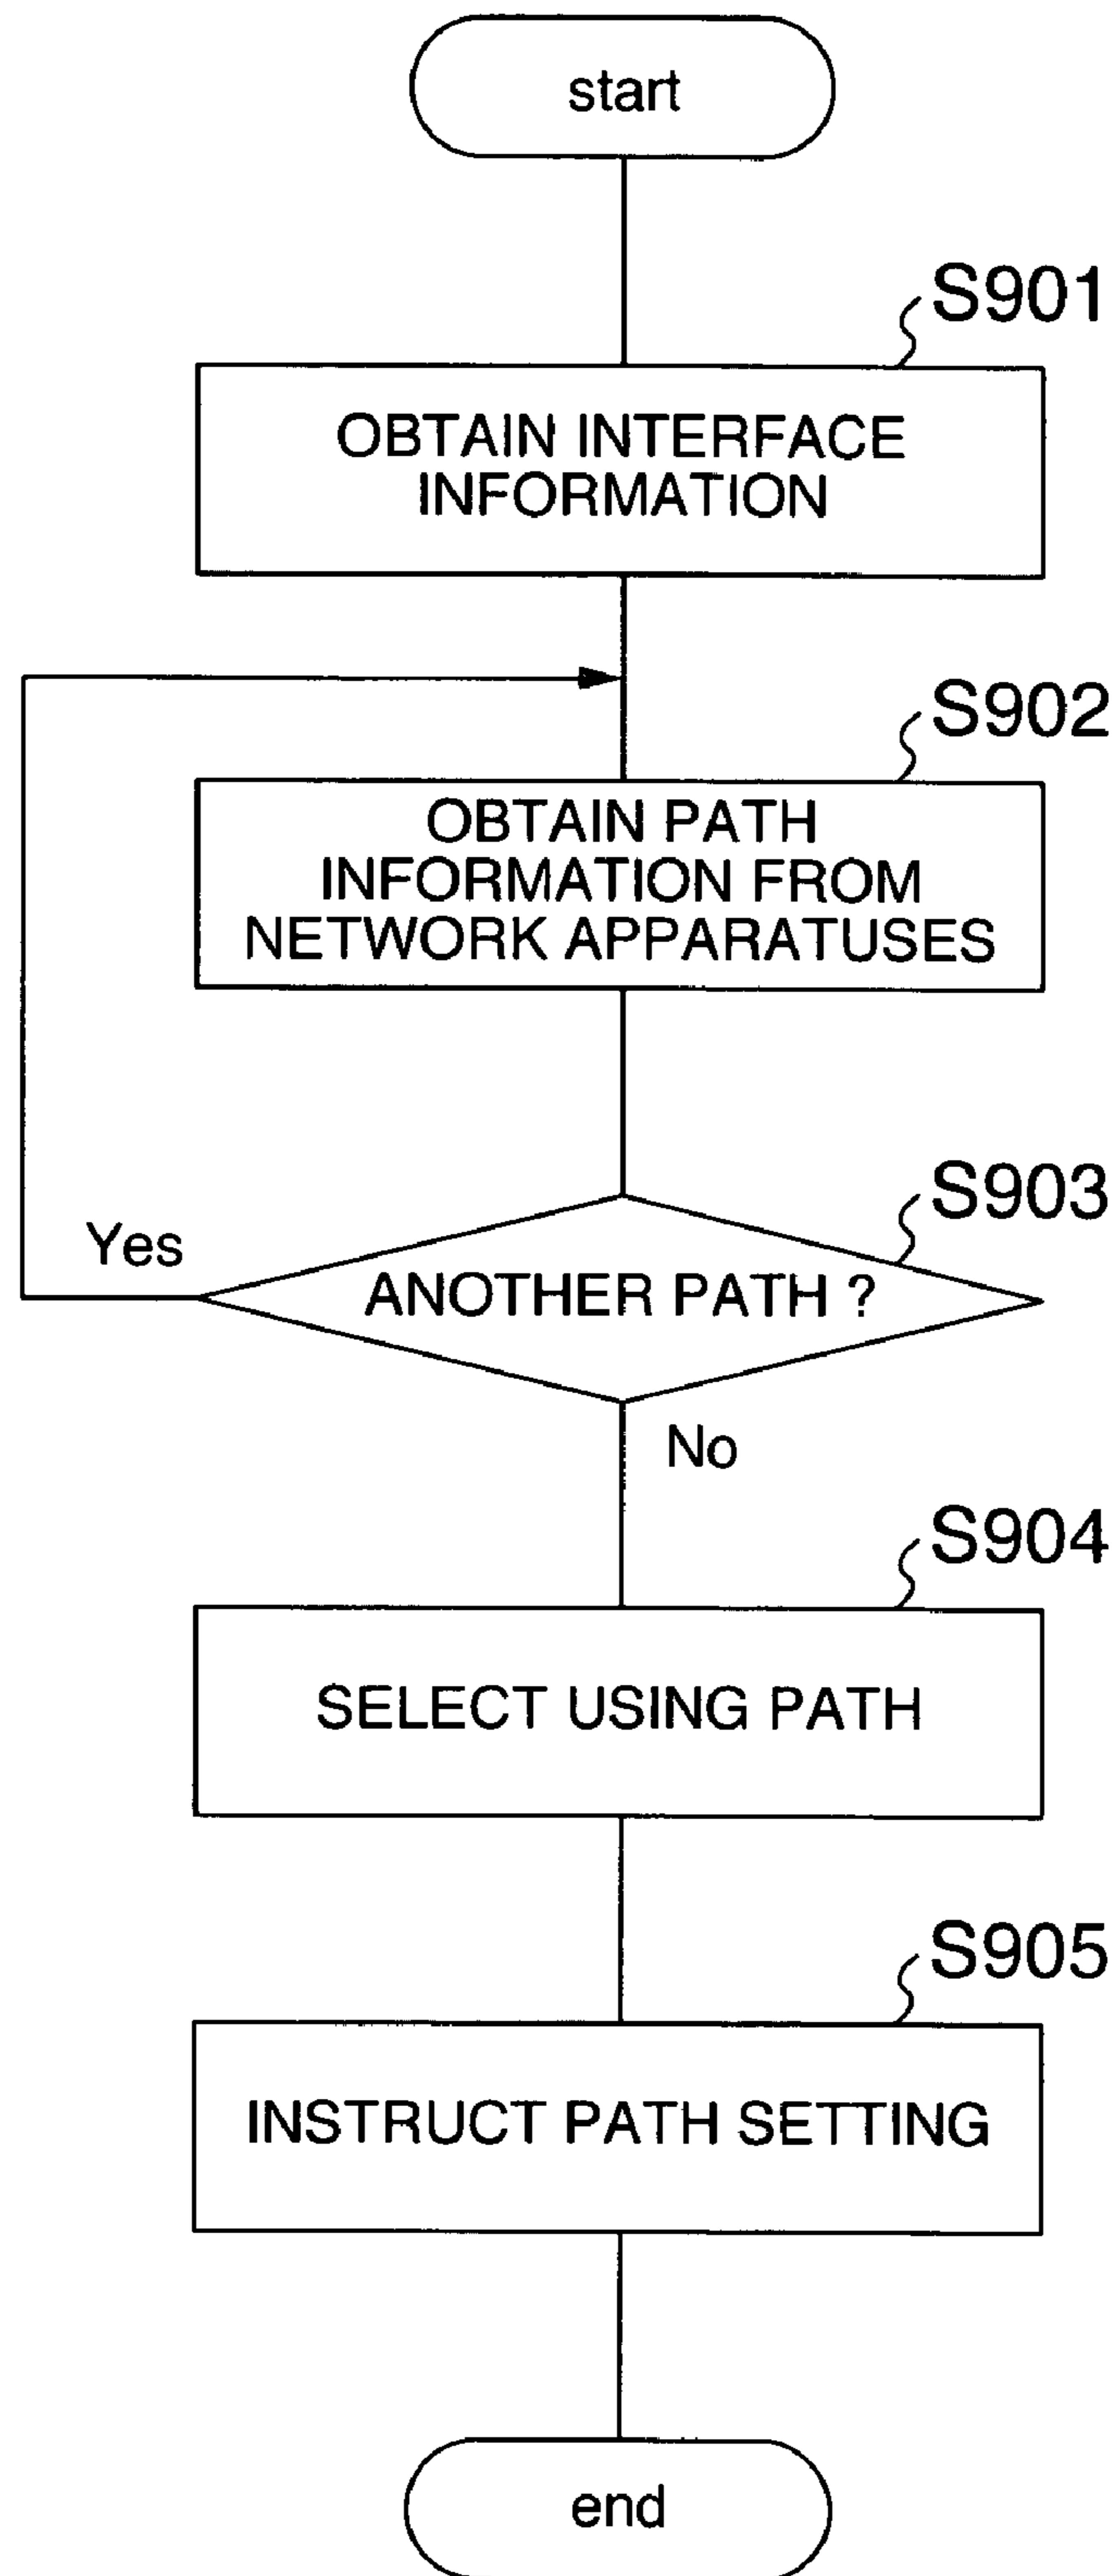 start
S901
OBTAIN INTERFACE
INFORMATION
S902
OBTAIN PATH
INFORMATION FROM
NETWORK APPARATUSES
S903
Yes
ANOTHER PATH ?
No
S904
SELECT USING PATH
S905
INSTRUCT PATH SETTING
end